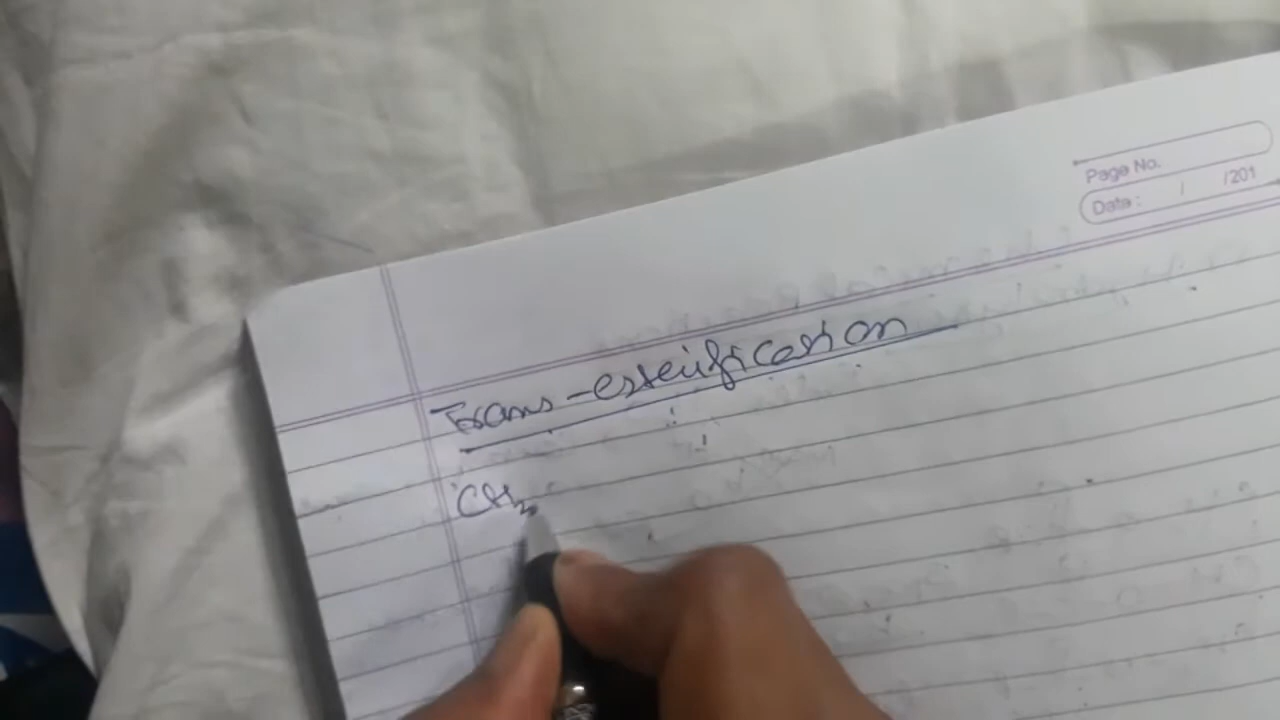 Page No.
Date : / /201
Trans-esterification
CH3